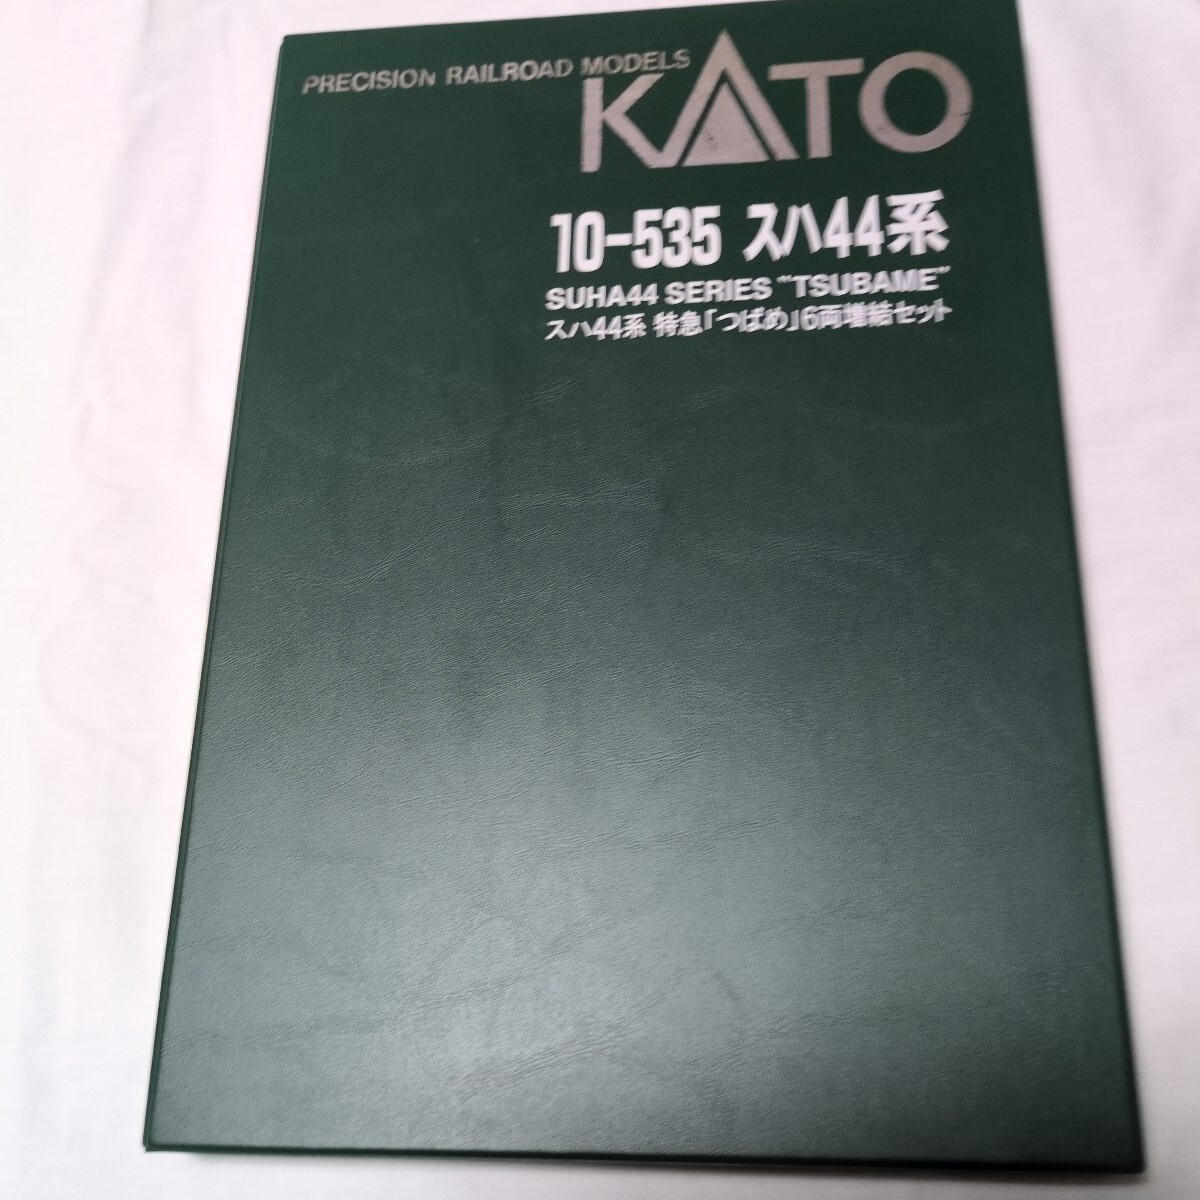 PRECISION RAILROAD MODELS
KATO
10-535 スハ44系
SUHA44 SERIES "TSUBAME"
スハ44系 特急「つばめ」6両増結セット